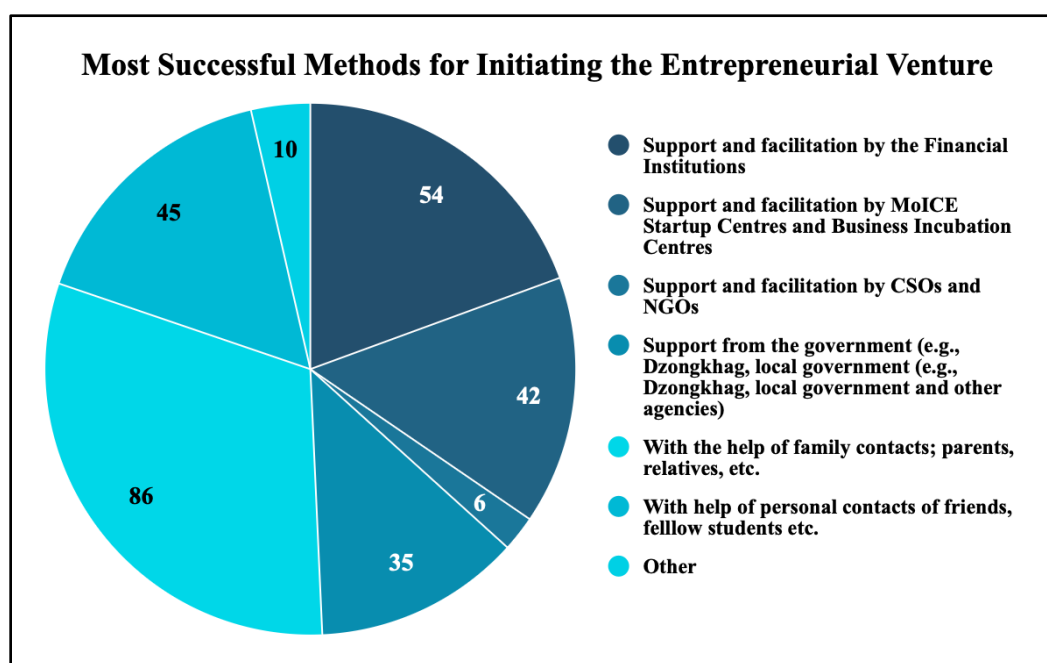 Most Successful Methods for Initiating the Entrepreneurial Venture
10
54
45
42
6
86
35
Support and facilitation by the Financial
Institutions
Support and facilitation by MoICE
Startup Centres and Business Incubation
Centres
Support and facilitation by CSOs and
NGOs
Support from the government (e.g.,
Dzongkhag, local government (e.g.,
Dzongkhag, local government and other
agencies)
With the help of family contacts; parents,
relatives, etc.
With help of personal contacts of friends,
felllow students etc.
Other